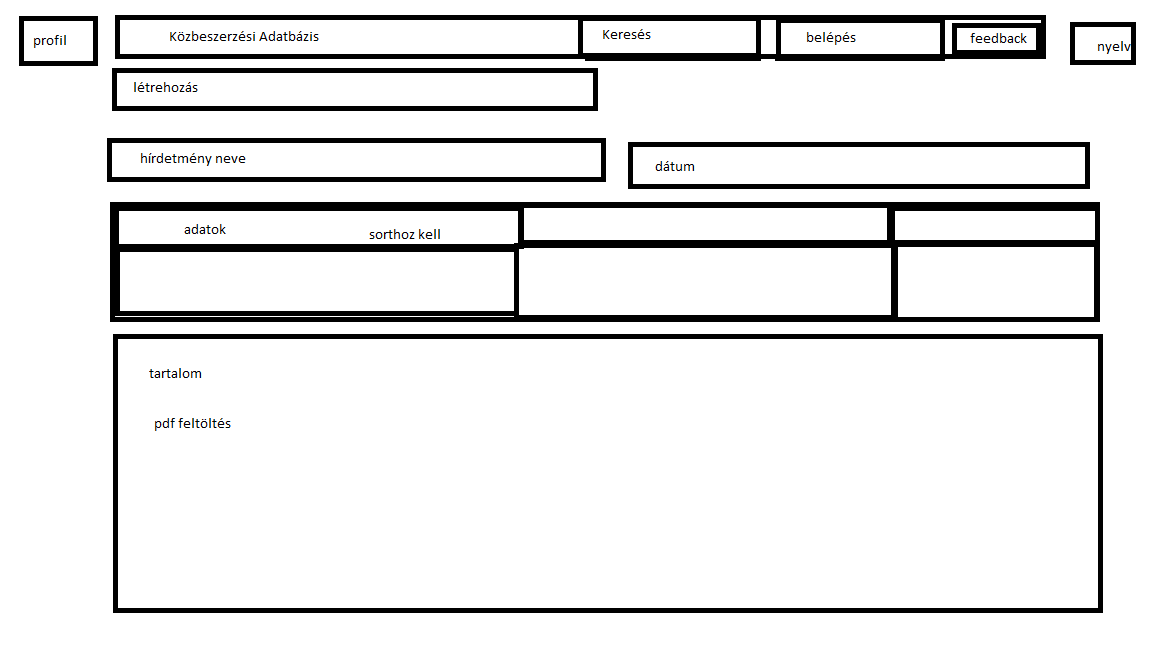 profil
Közbeszerzési Adatbázis
Keresés
belépés
feedback
nyelv
létrehozás
hírdetmény neve
dátum
adatok
sorthoz kell
tartalom
pdf feltöltés